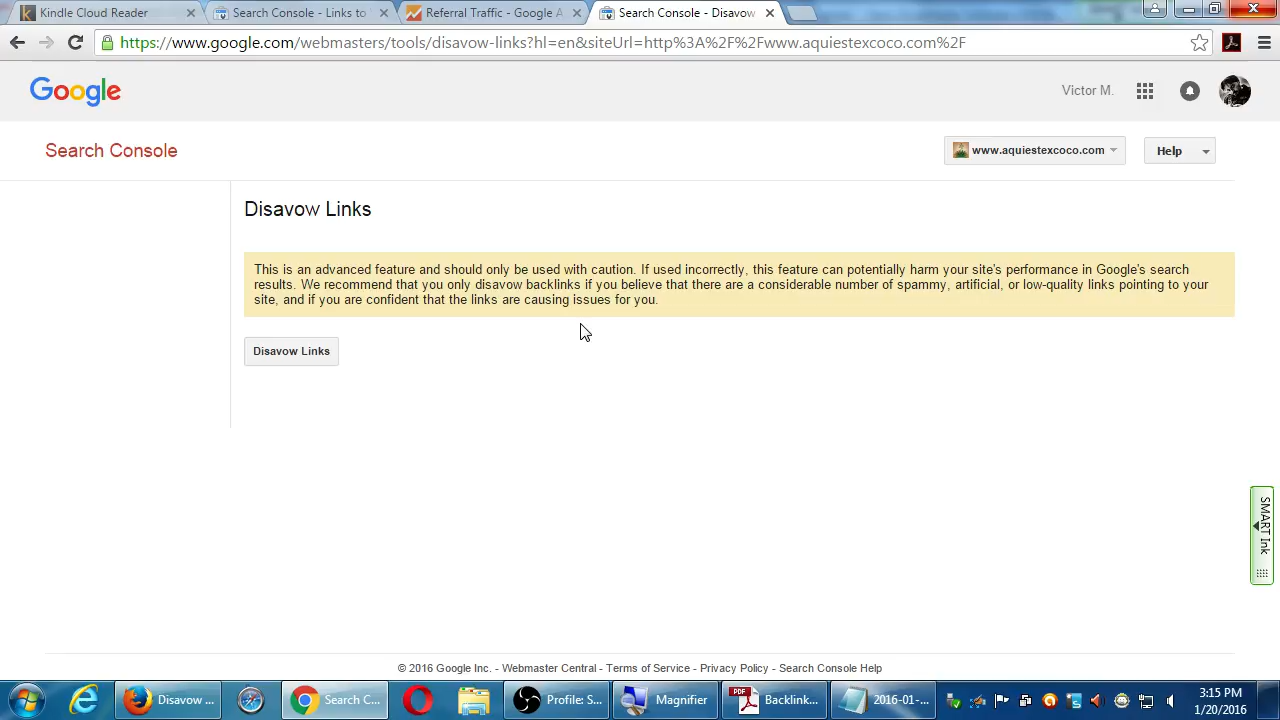 Kindle Cloud Reader
Search Console - Links to
Referral Traffic - Google A
Search Console - Disavow
https://www.google.com/webmasters/tools/disavow-links?hl=en&siteUrl=http%3A%2F%2Fwww.aquiestexcoco.com%2F
Google
Victor M.
Search Console
www.aquiestexcoco.com
Help
Disavow Links
This is an advanced feature and should only be used with caution. If used incorrectly, this feature can potentially harm your site's performance in Google's search
results. We recommend that you only disavow backlinks if you believe that there are a considerable number of spammy, artificial, or low-quality links pointing to your
site, and if you are confident that the links are causing issues for you.
Disavow Links
SMART Ink
© 2016 Google Inc. - Webmaster Central - Terms of Service - Privacy Policy - Search Console Help
Disavow ...
Search C...
Profile: S...
Magnifier
PDF
Backlink...
2016-01-...
3:15 PM
1/20/2016